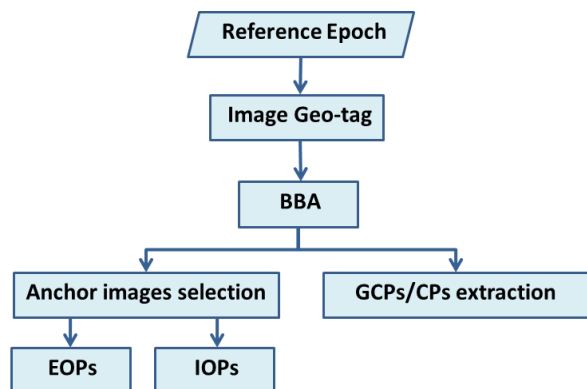 Reference Epoch
Image Geo-tag
BBA
Anchor images selection
GCPs/CPs extraction
EOPs
IOPs